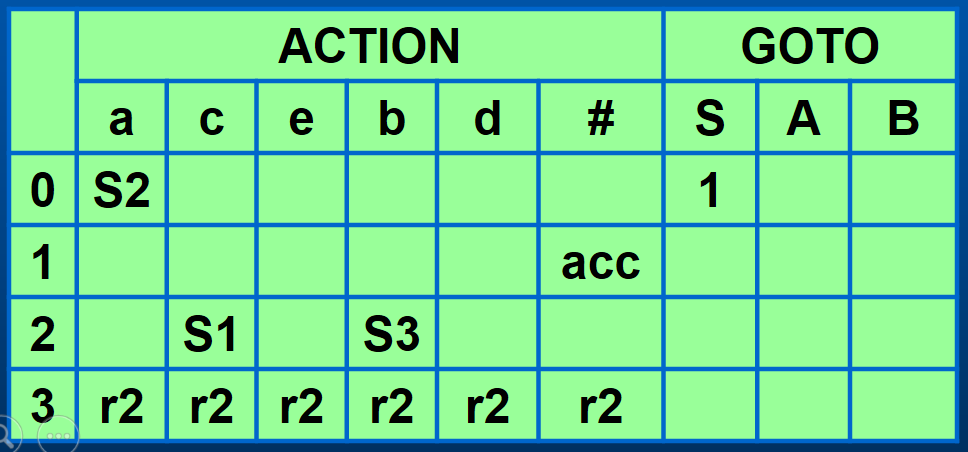 ACTION GOTO
a c e b d # S A B
0 S2 1
1 acc
2 S1 S3
3 r2 r2 r2 r2 r2 r2